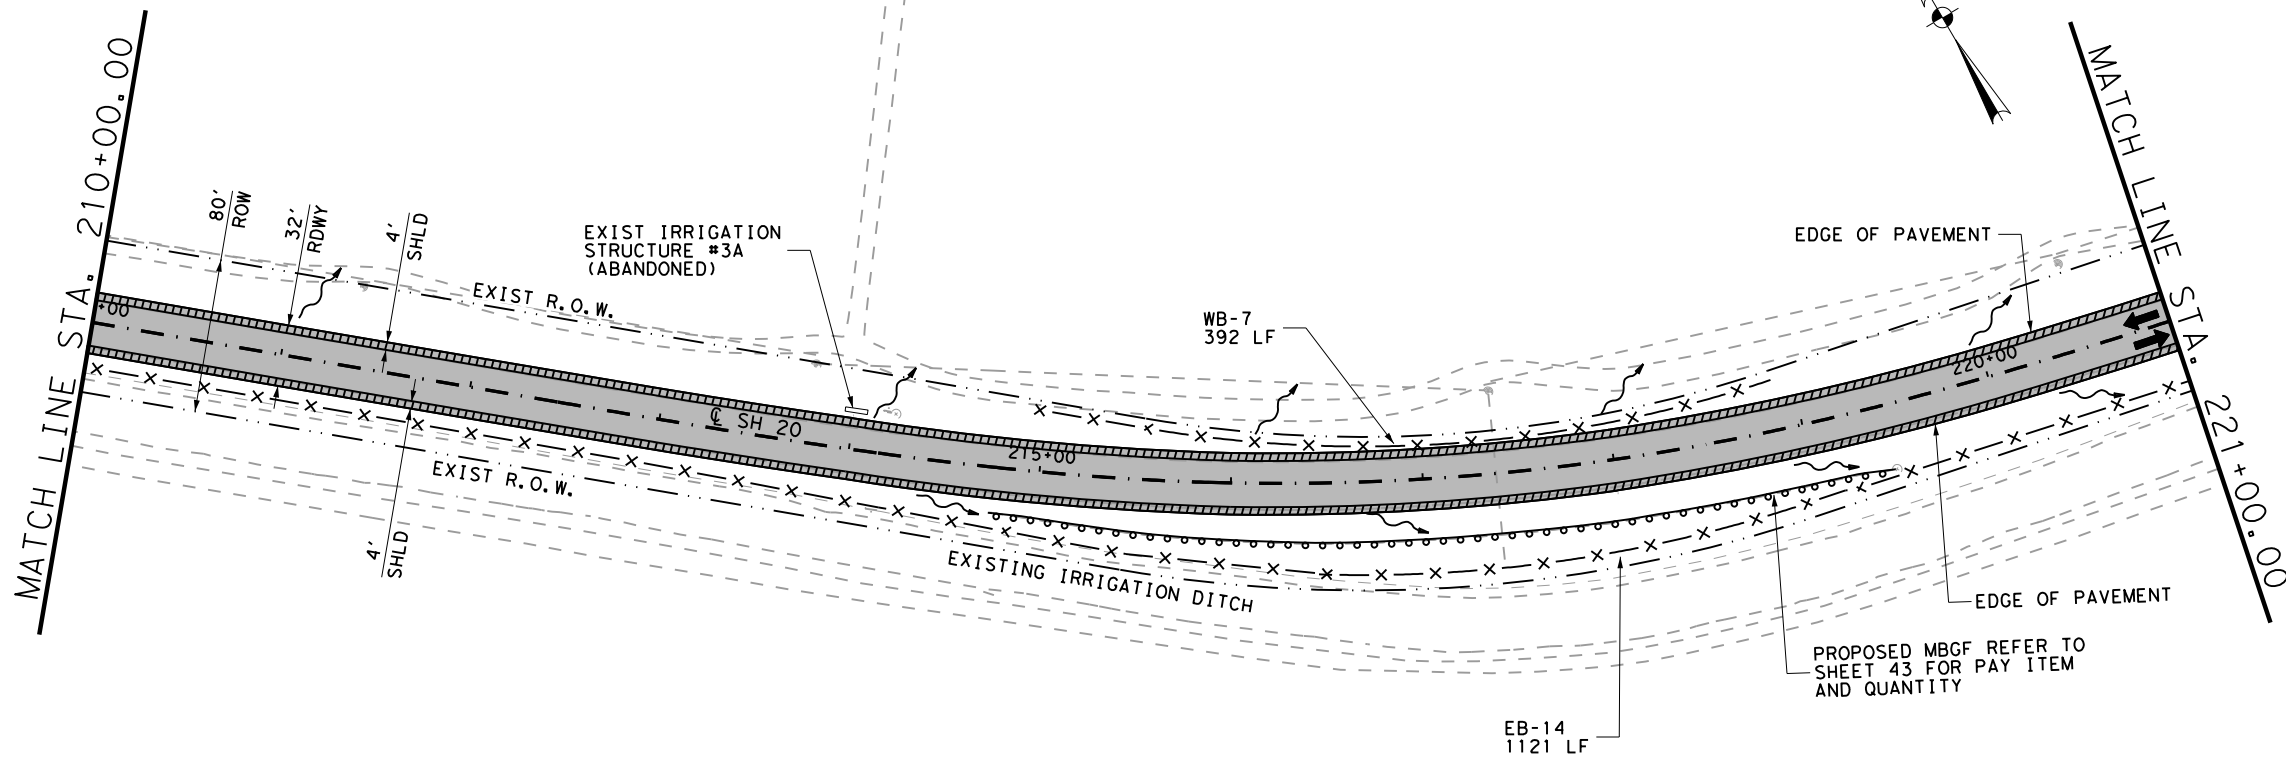 MATCH LINE STA. 210+00.00
80'
ROW
32'
RDWY
4'
SHLD
EXIST IRRIGATION
STRUCTURE #3A
(ABANDONED)
EXIST R.O.W.
+00
℄ SH 20
EXIST R.O.W.
4'
SHLD
215+00
WB-7
392 LF
EDGE OF PAVEMENT
220+00
MATCH LINE STA. 221+00.00
EXISTING IRRIGATION DITCH
EDGE OF PAVEMENT
PROPOSED MBGF REFER TO
SHEET 43 FOR PAY ITEM
AND QUANTITY
EB-14
1121 LF